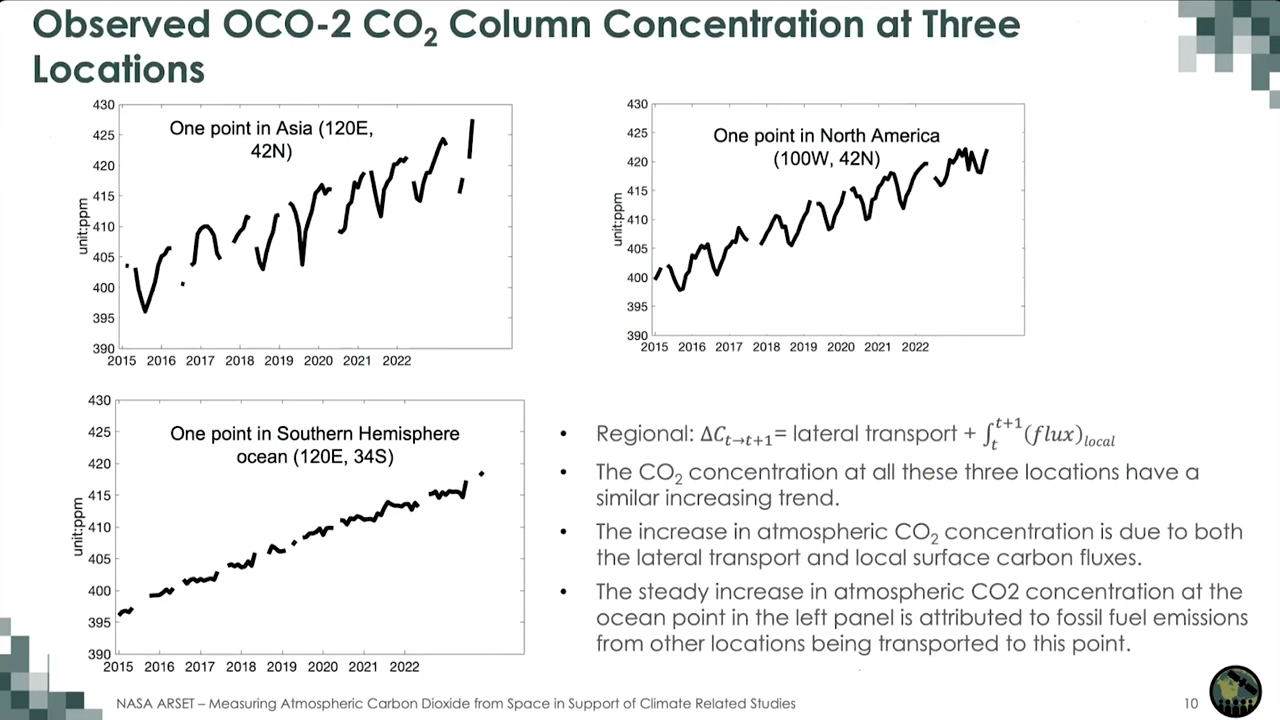 Observed OCO-2 CO₂ Column Concentration at Three
Locations
430
425
420
415
410
405
400
395
390
unit:ppm
One point in Asia (120E,
42N)
2015 2016 2017 2018 2019 2020 2021 2022
430
425
420
415
410
405
400
395
390
unit:ppm
One point in North America
(100W, 42N)
2015 2016 2017 2018 2019 2020 2021 2022
430
425
420
415
410
405
400
395
390
unit:ppm
One point in Southern Hemisphere
ocean (120E, 34S)
2015 2016 2017 2018 2019 2020 2021 2022
• Regional: ΔC_{t→t+1}= lateral transport + ∫_t^{t+1}(flux)_{local}
• The CO₂ concentration at all these three locations have a
similar increasing trend.
• The increase in atmospheric CO₂ concentration is due to both
the lateral transport and local surface carbon fluxes.
• The steady increase in atmospheric CO2 concentration at the
ocean point in the left panel is attributed to fossil fuel emissions
from other locations being transported to this point.
NASA ARSET – Measuring Atmospheric Carbon Dioxide from Space in Support of Climate Related Studies
10